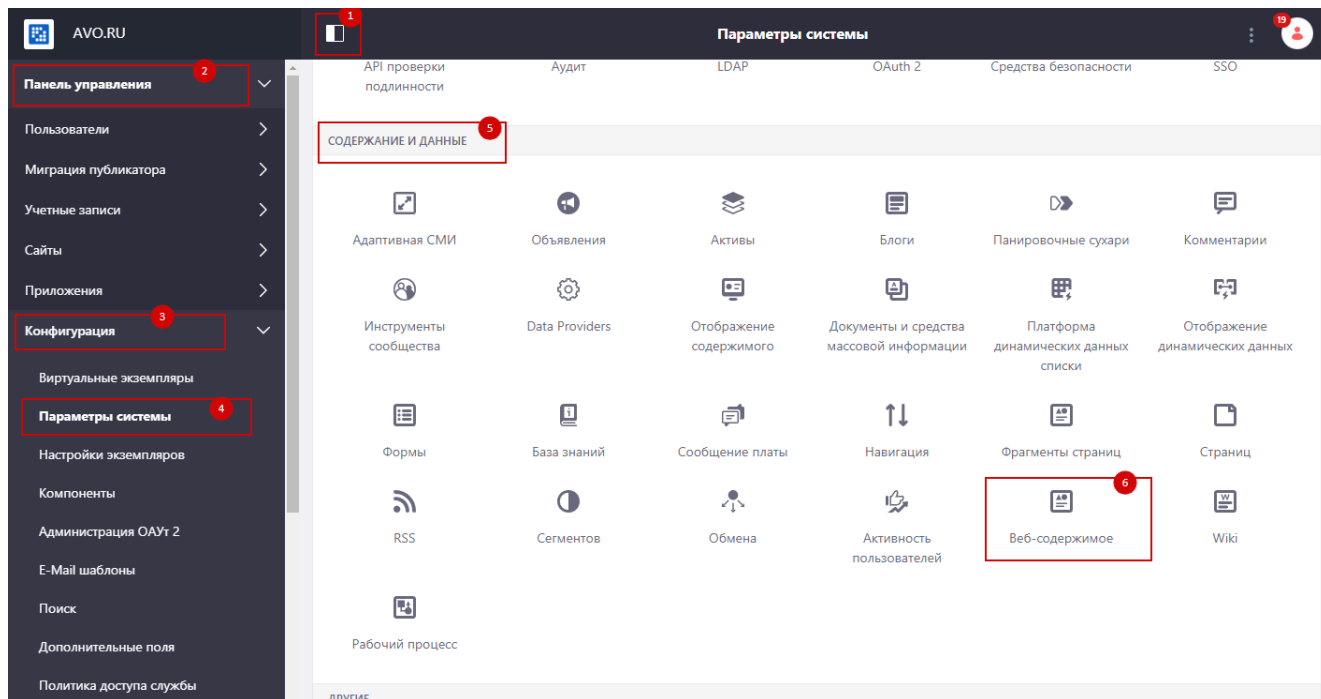 AVO.RU
1
Параметры системы
19
2
Панель управления
Пользователи
Миграция публикатора
Учетные записи
Сайты
Приложения
3
Конфигурация
Виртуальные экземпляры
4
Параметры системы
Настройки экземпляров
Компоненты
Администрация ОАУт 2
E-Mail шаблоны
Поиск
Дополнительные поля
Политика доступа службы
API проверки
подлинности
Аудит
LDAP
OAuth 2
Средства безопасности
SSO
5
СОДЕРЖАНИЕ И ДАННЫЕ
Адаптивная СМИ
Объявления
Активы
Блоги
Панировочные сухари
Комментарии
Инструменты
сообщества
Data Providers
Отображение
содержимого
Документы и средства
массовой информации
Платформа
динамических данных
списки
Отображение
динамических данных
Формы
База знаний
Сообщение платы
Навигация
Фрагменты страниц
Страниц
6
RSS
Сегментов
Обмена
Активность
пользователей
Веб-содержимое
Wiki
Рабочий процесс
ДРУГИЕ